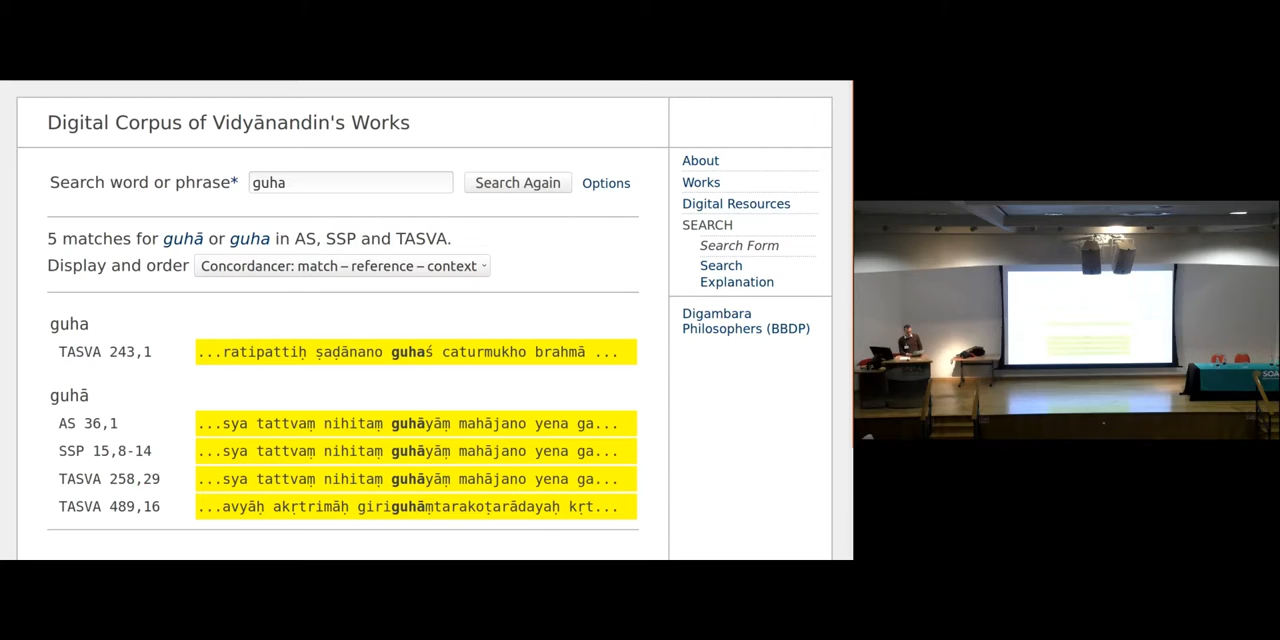 Digital Corpus of Vidyānandin's Works
Search word or phrase* guha Search Again Options
5 matches for guhā or guha in AS, SSP and TASVA.
Display and order Concordancer: match – reference – context
guha
TASVA 243,1 ...ratipattiḥ ṣaḍānano guhaś caturmukho brahmā ...
guhā
AS 36,1 ...sya tattvaṃ nihitaṃ guhāyāṃ mahājano yena ga...
SSP 15,8-14 ...sya tattvaṃ nihitaṃ guhāyāṃ mahājano yena ga...
TASVA 258,29 ...sya tattvaṃ nihitaṃ guhāyāṃ mahājano yena ga...
TASVA 489,16 ...avyāḥ akṛtrimāḥ giriguhāṃtarakoṭarādayaḥ kṛt...
About
Works
Digital Resources
SEARCH
Search Form
Search
Explanation
Digambara
Philosophers (BBDP)
SOA